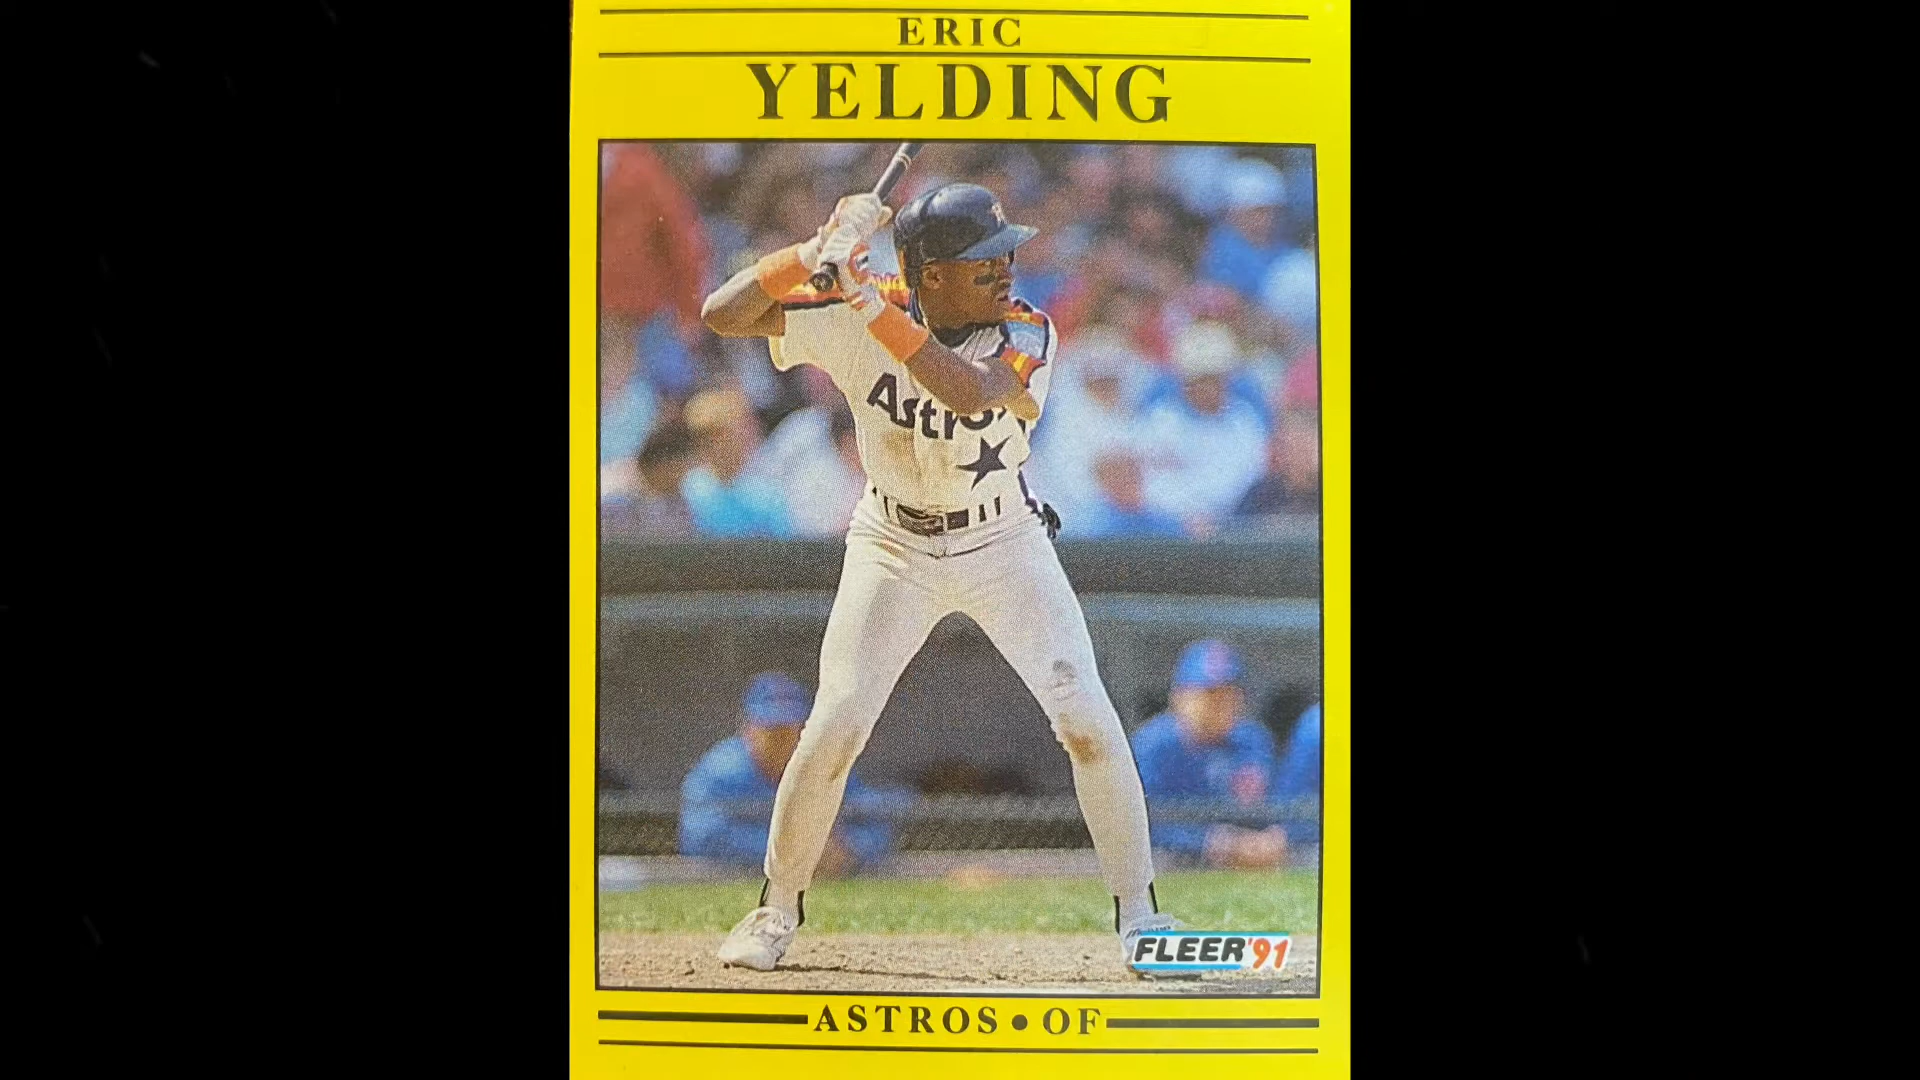 ERIC
YELDING
Astros
FLEER '91
ASTROS • OF